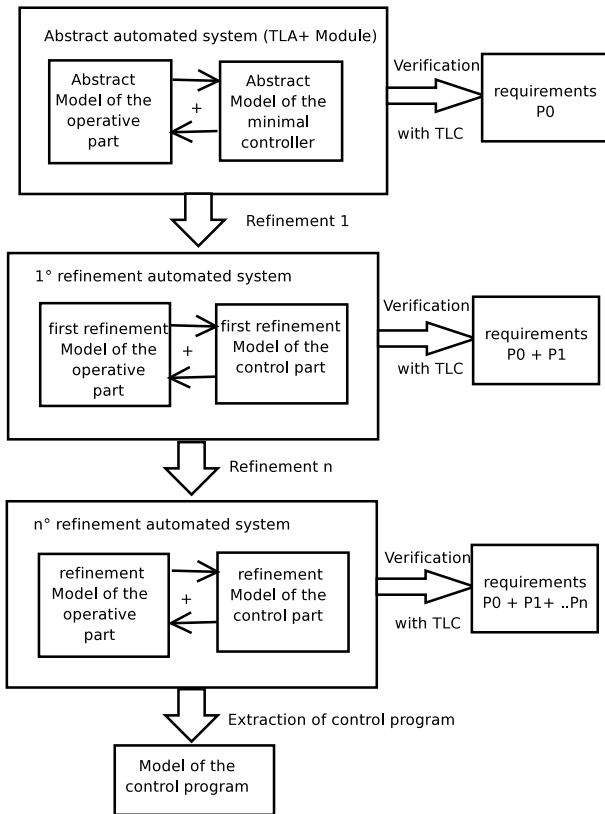 Abstract automated system (TLA+ Module)
Abstract
Model of the
operative
part
+
Abstract
Model of the
minimal
controller
Verification
with TLC
requirements
P0
Refinement 1
1° refinement automated system
first refinement
Model of the
operative
part
+
first refinement
Model of the
control part
Verification
with TLC
requirements
P0 + P1
Refinement n
n° refinement automated system
refinement
Model of the
operative
part
+
refinement
Model of the
control part
Verification
with TLC
requirements
P0 + P1+ ..Pn
Extraction of control program
Model of the
control program